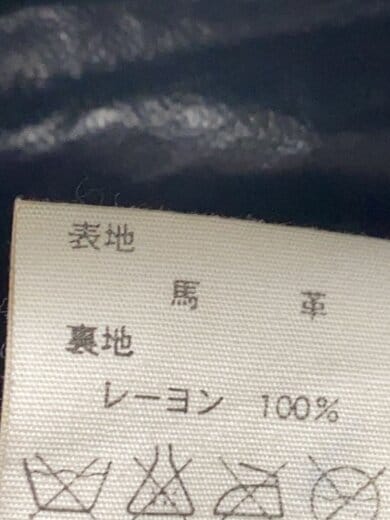 表地
馬 革
裏地
レーヨン 100%